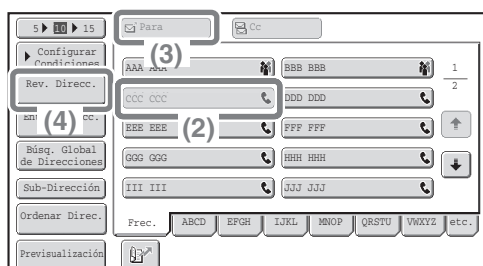 5 10 15
Para
Cc
Configurar
Condiciones
(3)
AAA AAA
BBB BBB
1
2
Rev. Direcc.
CCC CCC
DDD DDD
(4)
(2)
EEE EEE
FFF FFF
Búsq. Global
de Direcciones
GGG GGG
HHH HHH
Sub-Dirección
III III
JJJ JJJ
Ordenar Direc.
Frec.
ABCD
EFGH
IJKL
MNOP
QRSTU
VWXYZ
etc.
Previsualización